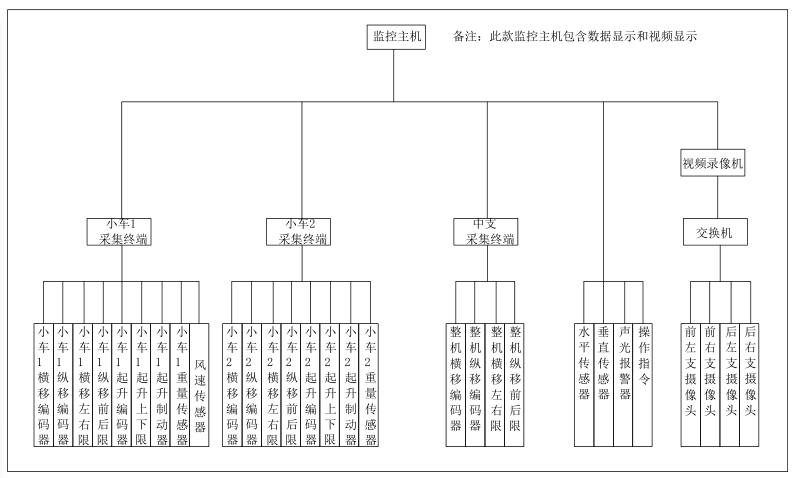 监控主机
备注：此款监控主机包含数据显示和视频显示
视频录像机
小车1
采集终端
小车2
采集终端
中支
采集终端
交换机
小车1横移编码器
小车1纵移编码器
小车1横移左右限
小车1纵移前后限
小车1起升编码器
小车1起升上下限
小车1起升制动器
小车1重量传感器
风速传感器
小车2横移编码器
小车2纵移编码器
小车2横移左右限
小车2纵移前后限
小车2起升编码器
小车2起升上下限
小车2起升制动器
小车2重量传感器
整机横移编码器
整机纵移编码器
整机横移左右限
整机纵移前后限
水平传感器
垂直传感器
声光报警器
操作指令
前左支摄像头
前右支摄像头
后左支摄像头
后右支摄像头